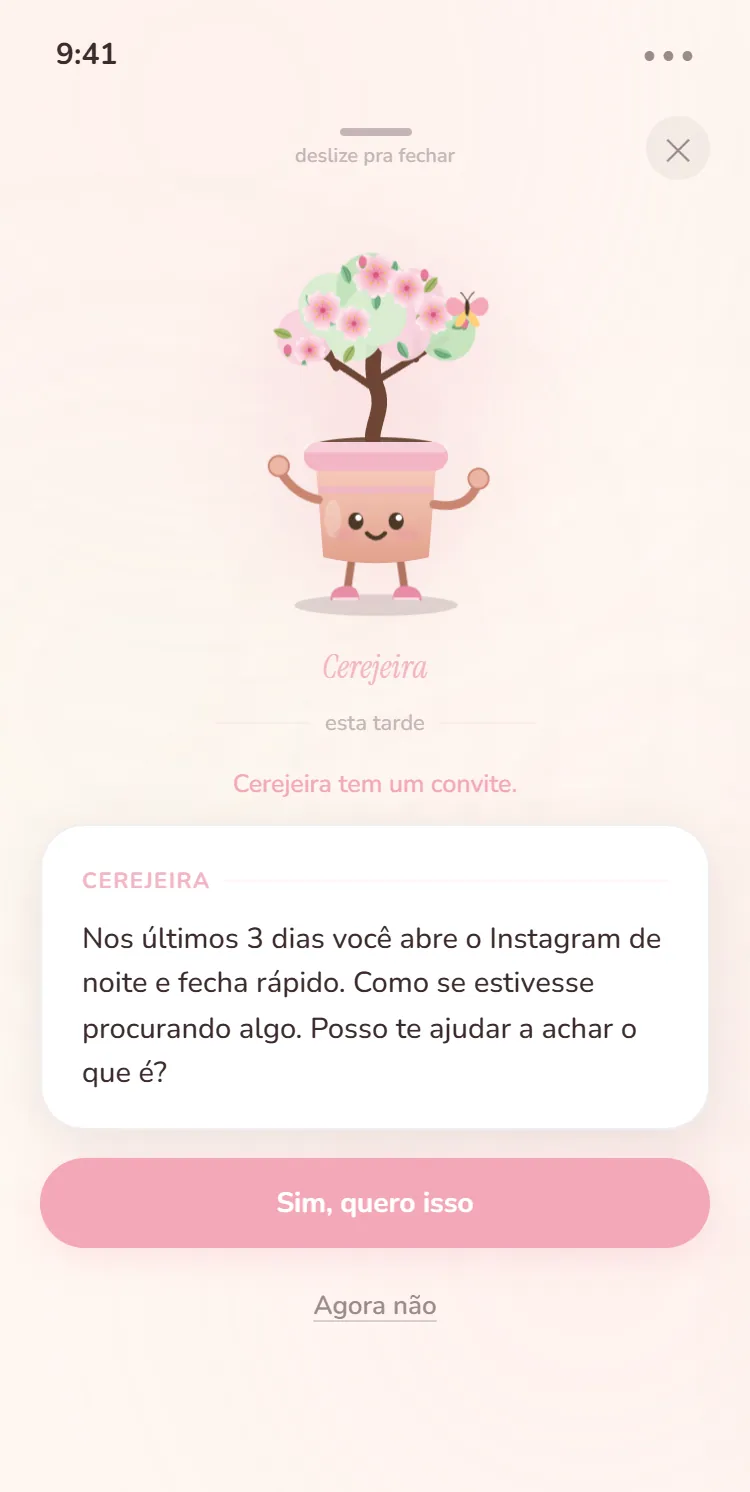 9:41
deslize pra fechar
Cerejeira
esta tarde
Cerejeira tem um convite.
CEREJEIRA
Nos últimos 3 dias você abre o Instagram de
noite e fecha rápido. Como se estivesse
procurando algo. Posso te ajudar a achar o
que é?
Sim, quero isso
Agora não